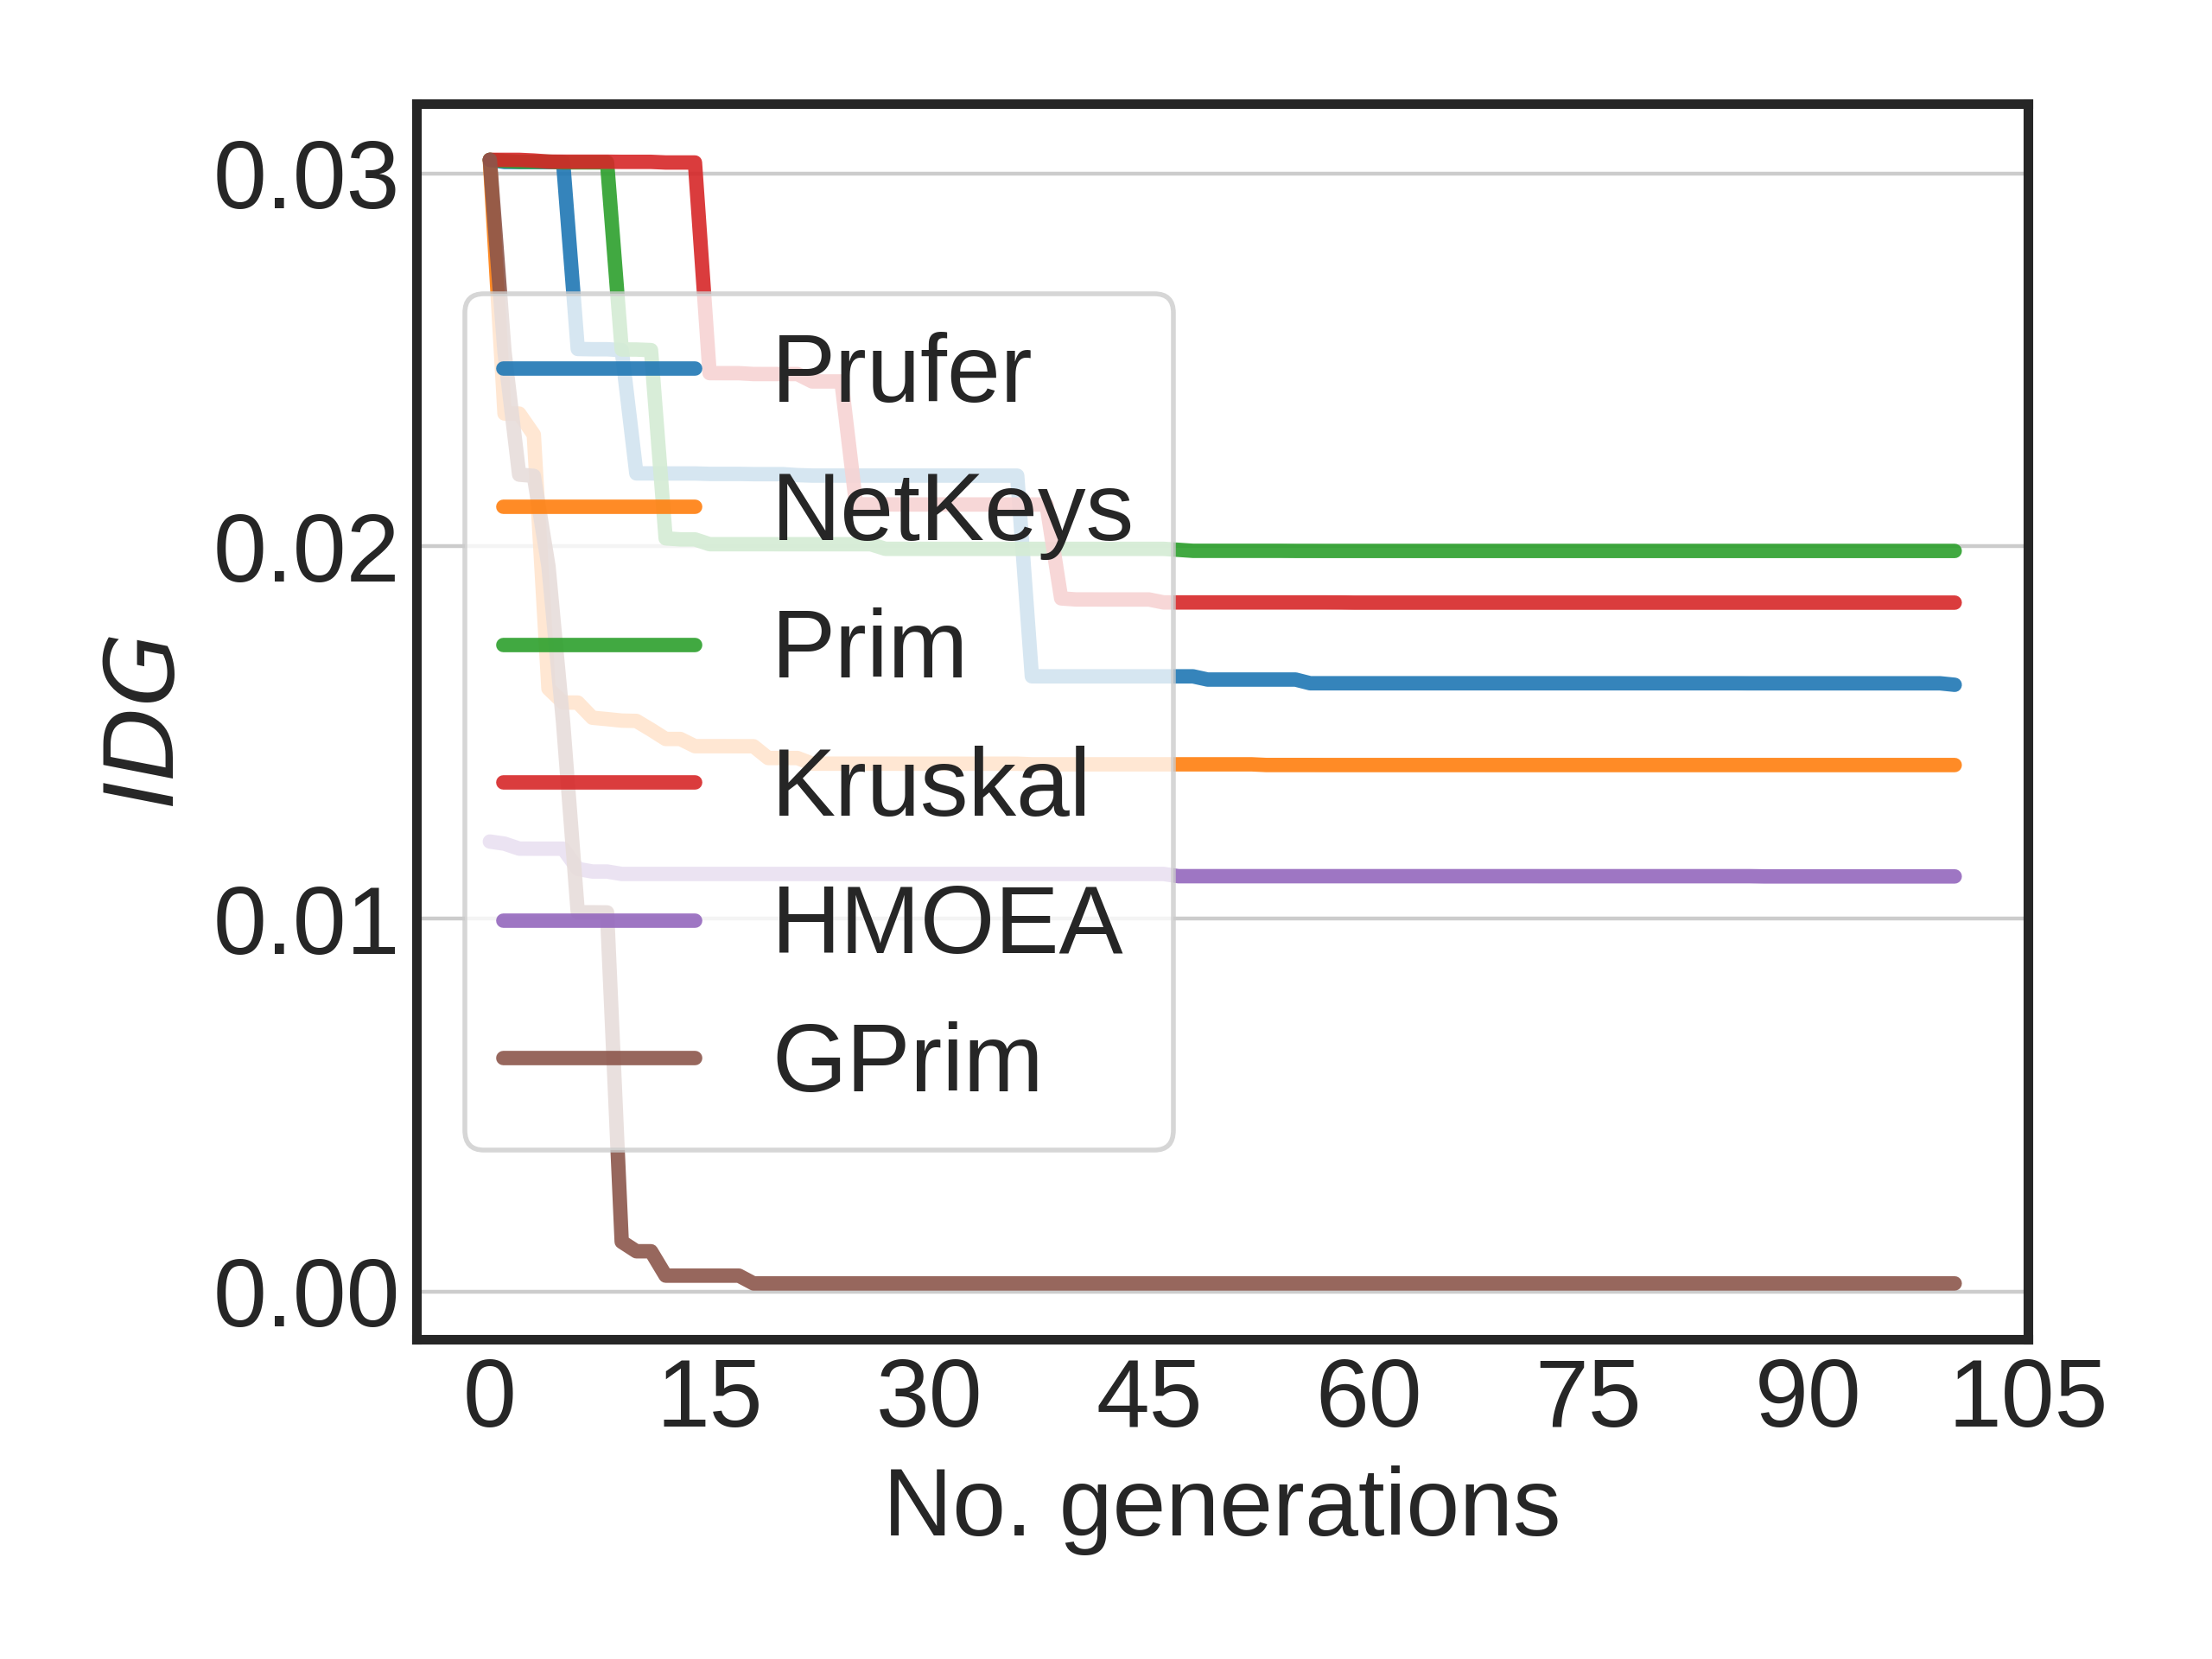 0.03
0.02
0.01
0.00
IDG
Prufer
NetKeys
Prim
Kruskal
HMOEA
GPrim
0 15 30 45 60 75 90 105
No. generations